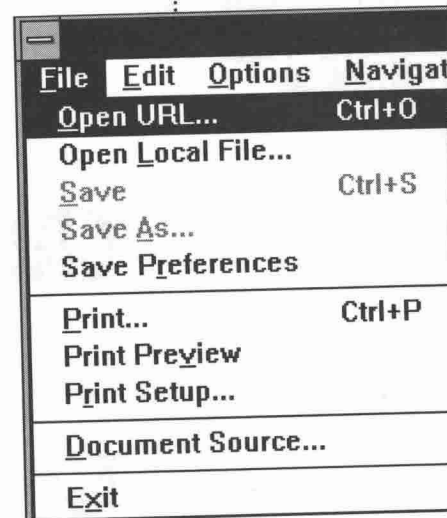 File Edit Options Navigat
Open URL... Ctrl+O
Open Local File...
Save Ctrl+S
Save As...
Save Preferences
Print... Ctrl+P
Print Preview
Print Setup...
Document Source...
Exit